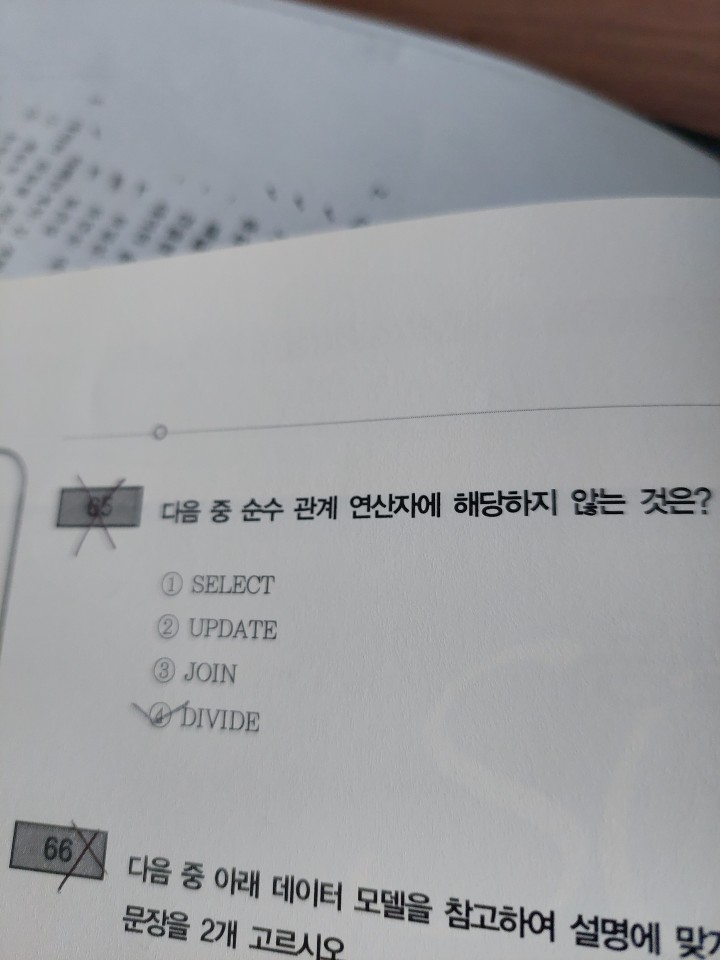 65 다음 중 순수 관계 연산자에 해당하지 않는 것은?
① SELECT
② UPDATE
③ JOIN
④ DIVIDE
66 다음 중 아래 데이터 모델을 참고하여 설명에 맞
문장을 2개 고르시오